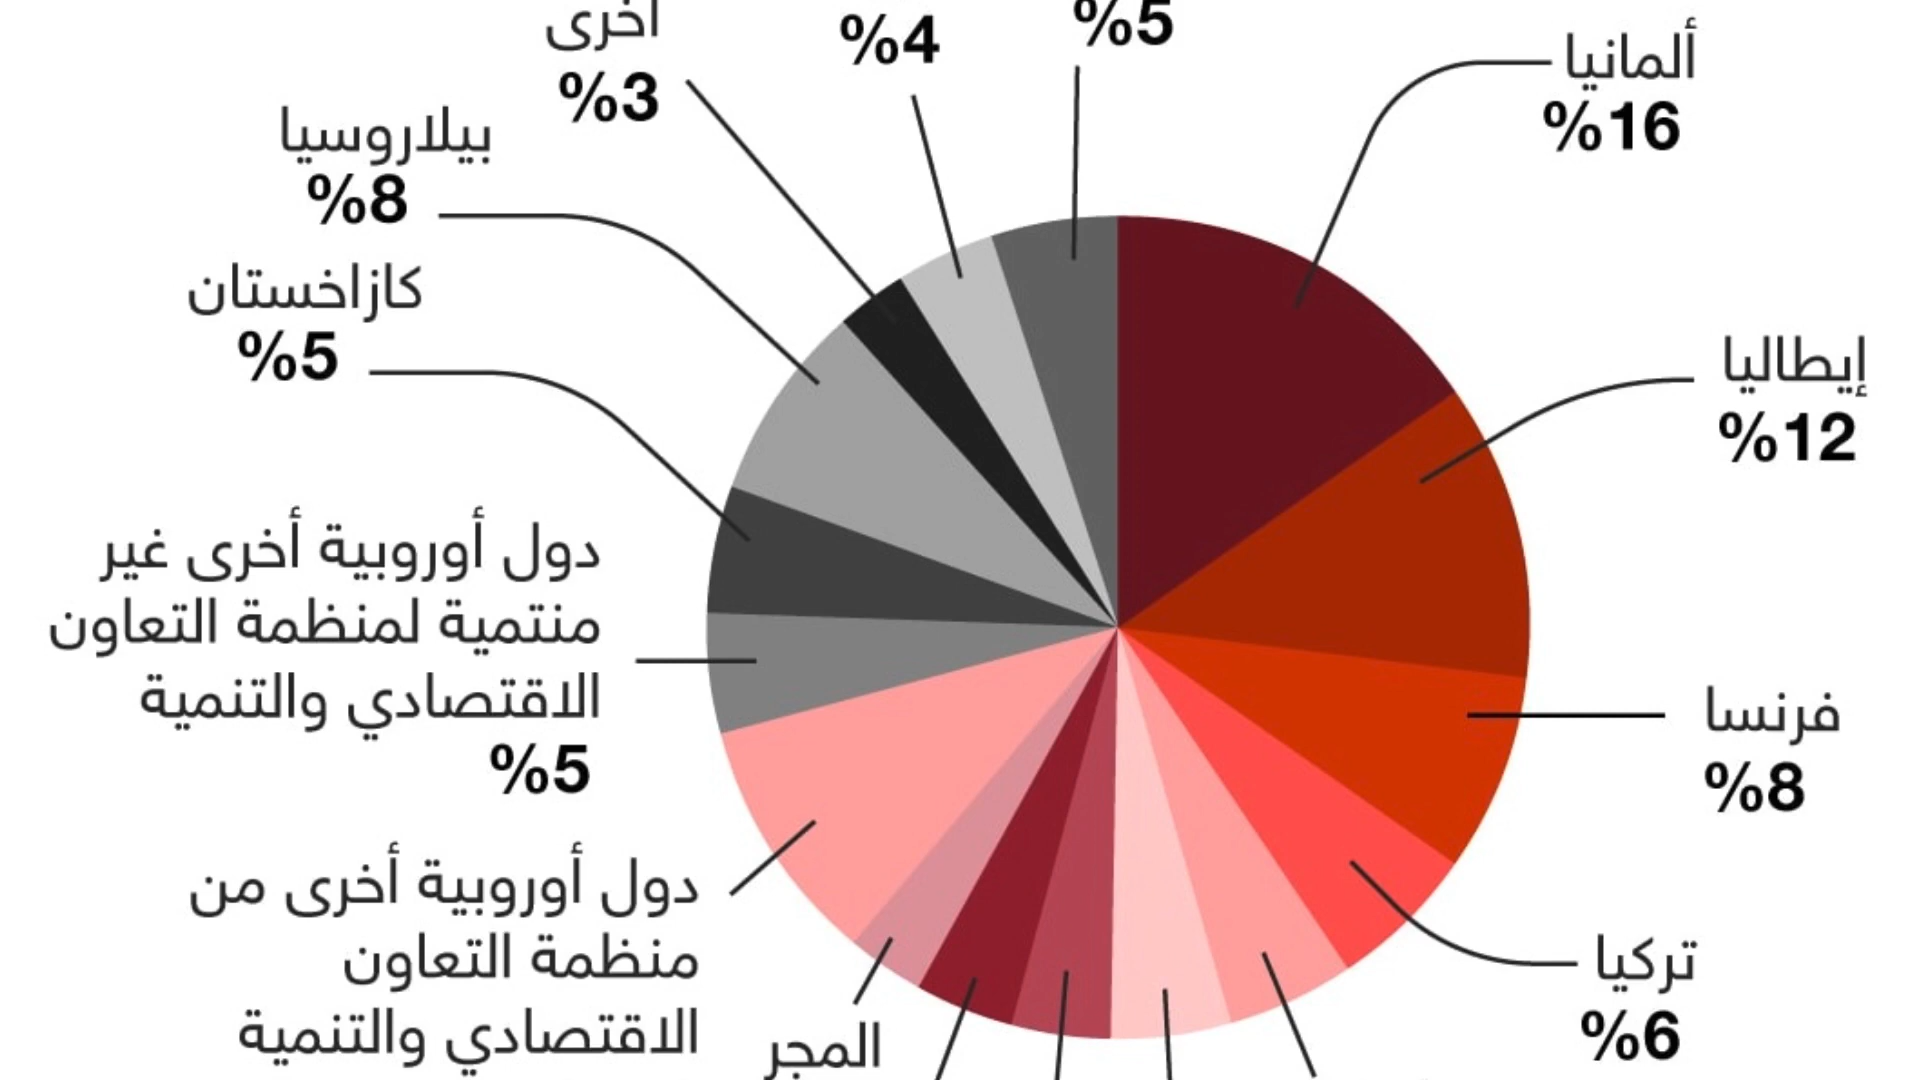 %5
%4
أخرى
%3
ألمانيا
%16
بيلاروسيا
%8
كازاخستان
%5
إيطاليا
%12
دول أوروبية أخرى غير
منتمية لمنظمة التعاون
الاقتصادي والتنمية
%5
فرنسا
%8
دول أوروبية أخرى من
منظمة التعاون
الاقتصادي والتنمية
تركيا
%6
المجر